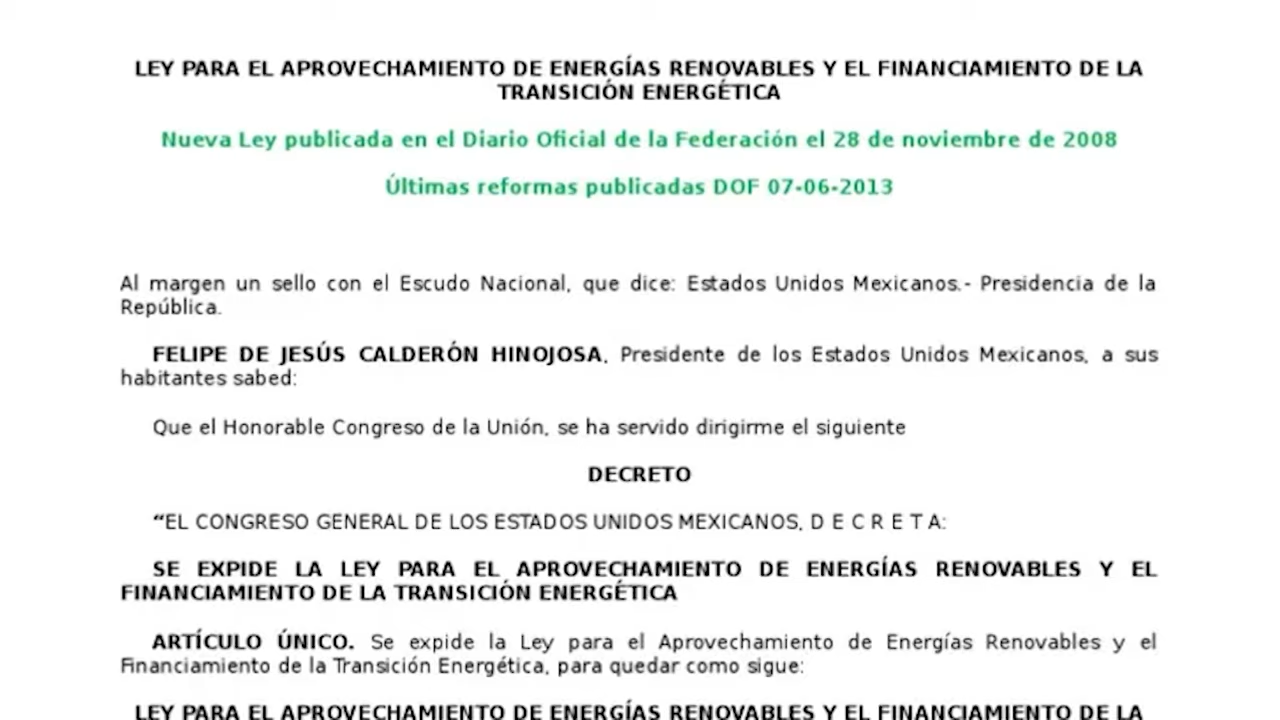 LEY PARA EL APROVECHAMIENTO DE ENERGÍAS RENOVABLES Y EL FINANCIAMIENTO DE LA
TRANSICIÓN ENERGÉTICA
Nueva Ley publicada en el Diario Oficial de la Federación el 28 de noviembre de 2008
Últimas reformas publicadas DOF 07-06-2013
Al margen un sello con el Escudo Nacional, que dice: Estados Unidos Mexicanos.- Presidencia de la
República.
FELIPE DE JESÚS CALDERÓN HINOJOSA, Presidente de los Estados Unidos Mexicanos, a sus
habitantes sabed:
Que el Honorable Congreso de la Unión, se ha servido dirigirme el siguiente
DECRETO
“EL CONGRESO GENERAL DE LOS ESTADOS UNIDOS MEXICANOS, D E C R E T A:
SE EXPIDE LA LEY PARA EL APROVECHAMIENTO DE ENERGÍAS RENOVABLES Y EL
FINANCIAMIENTO DE LA TRANSICIÓN ENERGÉTICA
ARTÍCULO ÚNICO. Se expide la Ley para el Aprovechamiento de Energías Renovables y el
Financiamiento de la Transición Energética, para quedar como sigue:
LEY PARA EL APROVECHAMIENTO DE ENERGÍAS RENOVABLES Y EL FINANCIAMIENTO DE LA